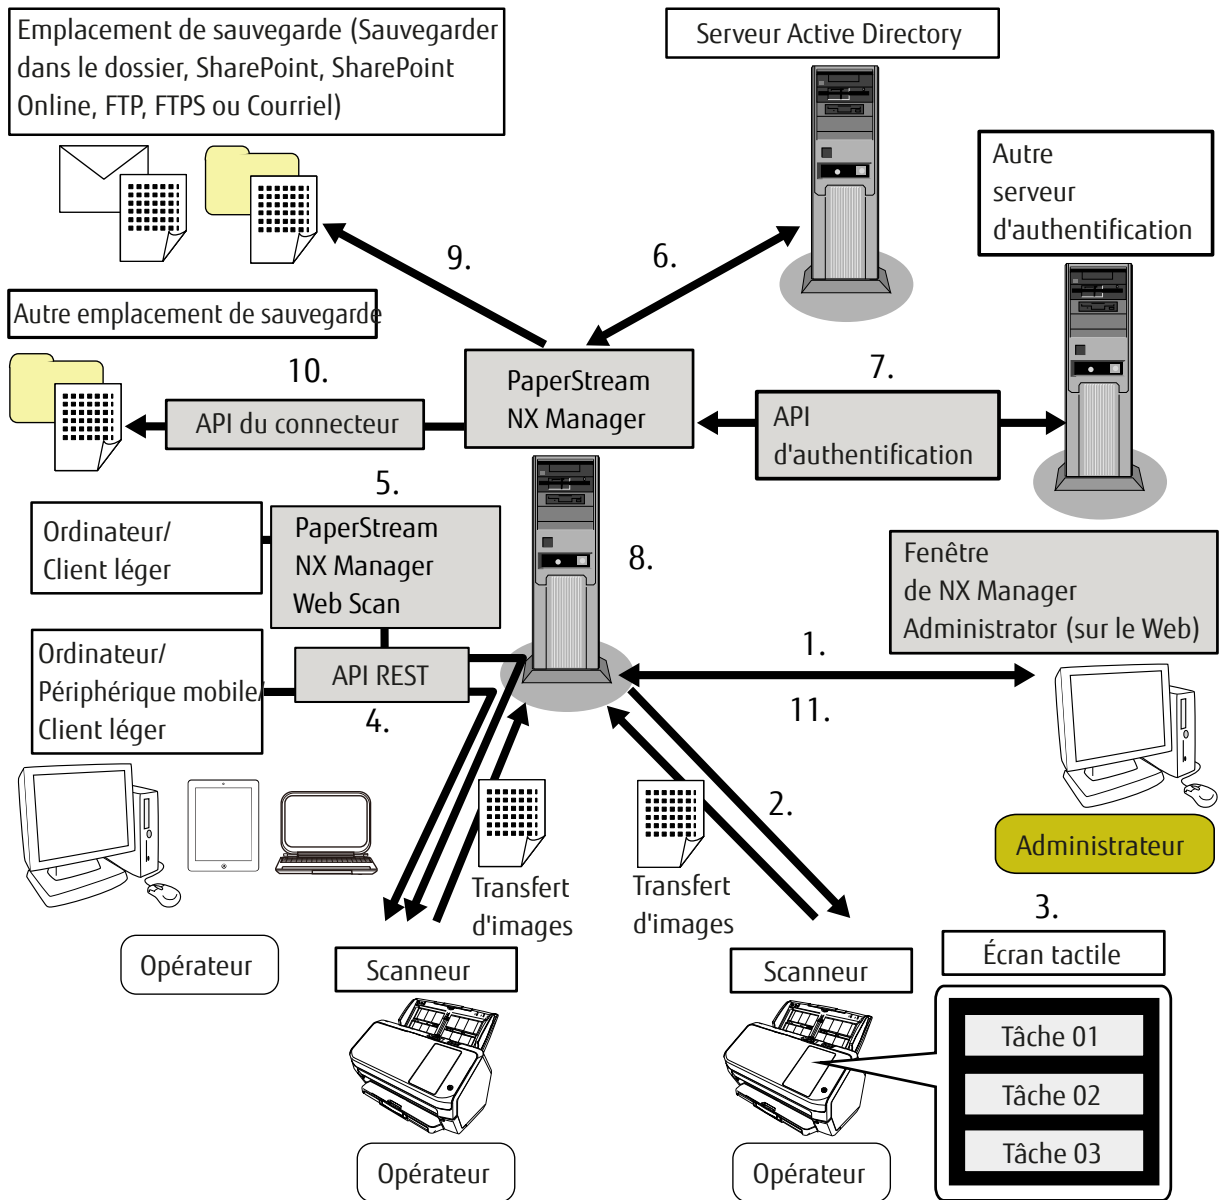 Emplacement de sauvegarde (Sauvegarder
dans le dossier, SharePoint, SharePoint
Online, FTP, FTPS ou Courriel)
Serveur Active Directory
Autre
serveur
d'authentification
9.
6.
Autre emplacement de sauvegarde
10.
API du connecteur
PaperStream
NX Manager
7.
API
d'authentification
5.
Ordinateur/
Client léger
PaperStream
NX Manager
Web Scan
8.
Fenêtre
de NX Manager
Administrator (sur le Web)
Ordinateur/
Périphérique mobile/
Client léger
API REST
4.
1.
11.
2.
Transfert
d'images
Transfert
d'images
Administrateur
3.
Opérateur
Scanneur
Scanneur
Écran tactile
Tâche 01
Tâche 02
Tâche 03
Opérateur
Opérateur